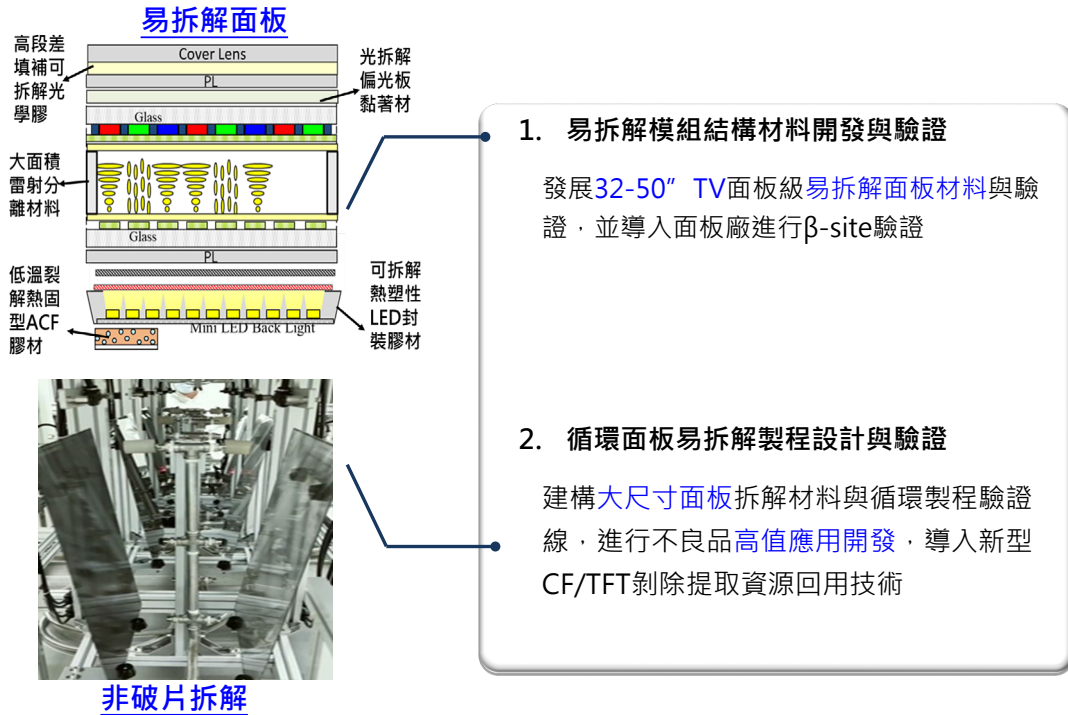 易拆解面板
高段差
填補可
拆解光
學膠
Cover Lens
PL
光拆解
偏光板
黏著材
Glass
大面積
雷射分
離材料
Glass
PL
低溫裂
解熱固
型ACF
膠材
Mini LED Back Light
可拆解
熱塑性
LED封
裝膠材
非破片拆解
1. 易拆解模組結構材料開發與驗證
發展32-50”TV面板級易拆解面板材料與驗
證，並導入面板廠進行β-site驗證
2. 循環面板易拆解製程設計與驗證
建構大尺寸面板拆解材料與循環製程驗證
線，進行不良品高值應用開發，導入新型
CF/TFT剝除提取資源回用技術